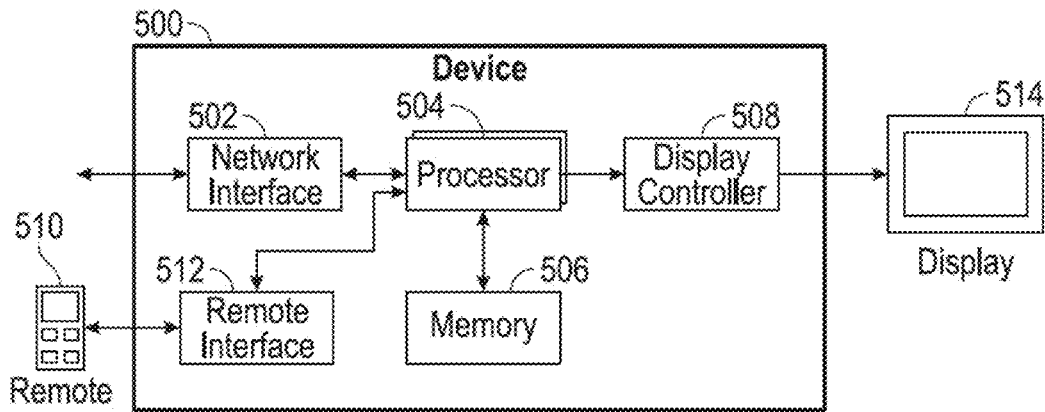 500
Device
502
504
508
514
Network
Interface
Processor
Display
Controller
510
512
506
Display
Remote
Interface
Memory
Remote